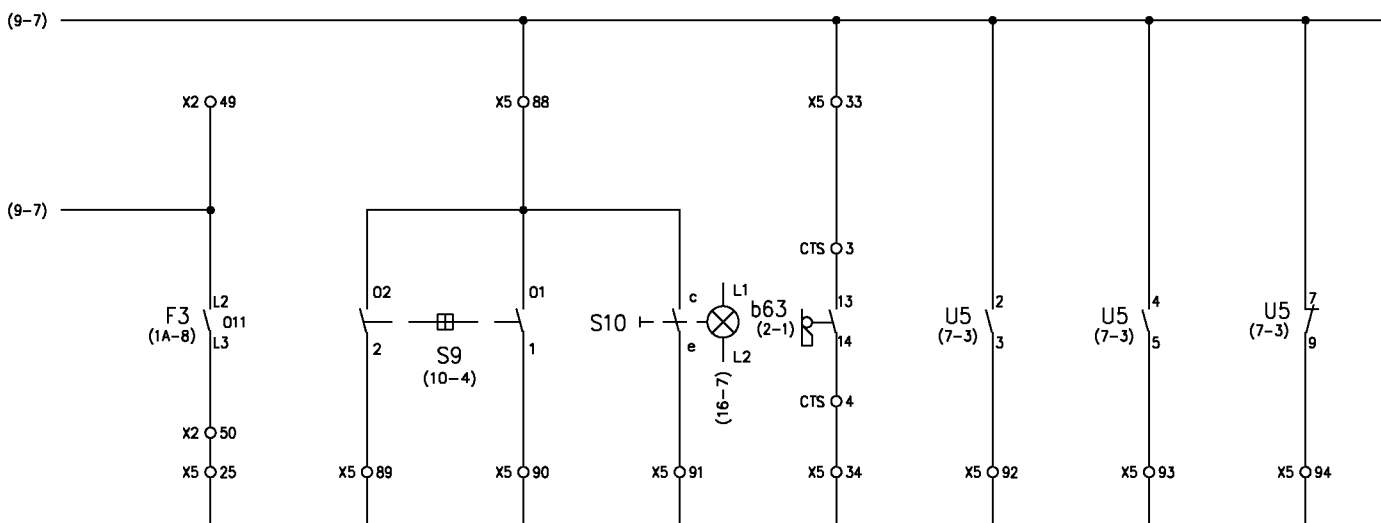 (9-7)
X2 49
X5 88
X5 33
(9-7)
CTS 3
F3
(1A-8)
L2
011
L3
02
2
S9
(10-4)
01
1
S10
c
e
L1
L2
(16-7)
b63
(2-1)
13
14
U5
(7-3)
2
3
U5
(7-3)
4
5
U5
(7-3)
7
9
CTS 4
X2 50
X5 25
X5 89
X5 90
X5 91
X5 34
X5 92
X5 93
X5 94